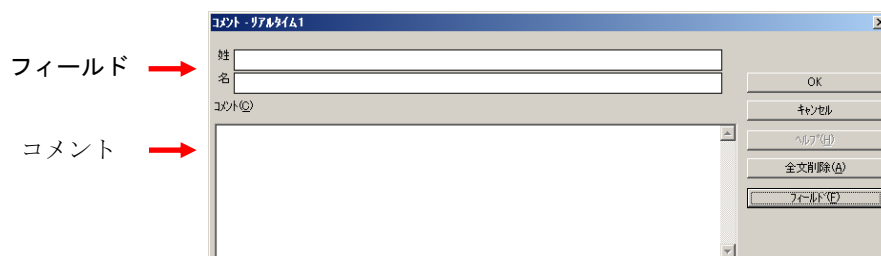 コメント - リアルタイム1
姓
フィールド
名
OK
コメント(C)
キャンセル
コメント
ヘルプ(H)
全文削除(A)
フィールド(F)